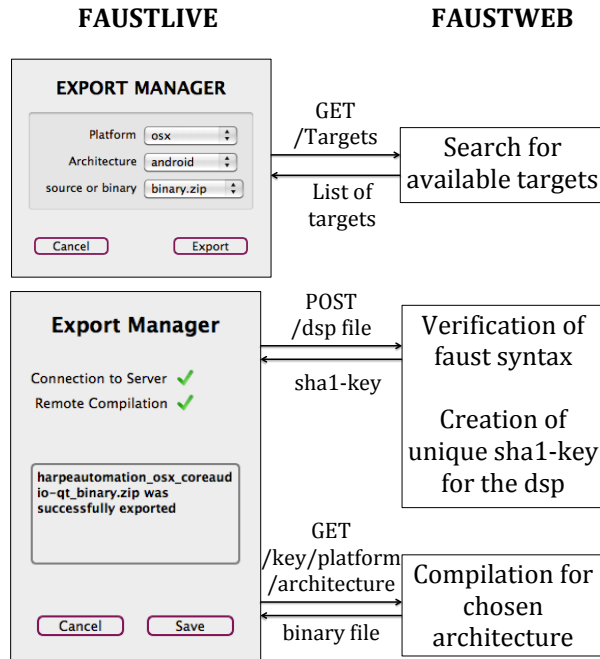 FAUSTLIVE
FAUSTWEB
EXPORT MANAGER
Platform osx
Architecture android
source or binary binary.zip
Cancel Export
GET
/Targets
List of
targets
Search for
available targets
Export Manager
Connection to Server
Remote Compilation
harpeautomation_osx_coreaud
io-qt_binary.zip was
successfully exported
Cancel Save
POST
/dsp file
sha1-key
Verification of
faust syntax
Creation of
unique sha1-key
for the dsp
GET
/key/platform
/architecture
binary file
Compilation for
chosen
architecture